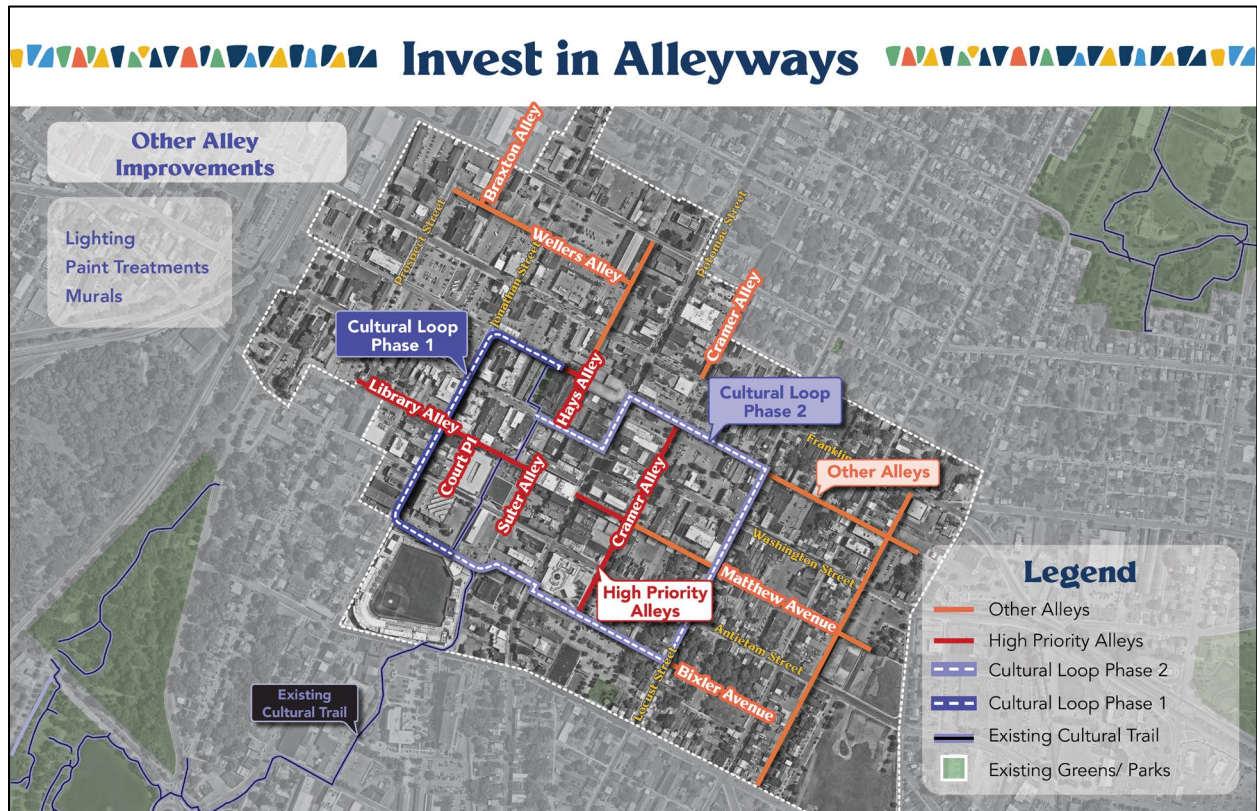 Invest in Alleyways
Other Alley
Improvements
Lighting
Paint Treatments
Murals
Braxton Alley
Prospect Street
Wellers Alley
Jonathan Street
Potomac Street
Cramer Alley
Cultural Loop
Phase 1
Hays Alley
Library Alley
Cultural Loop
Phase 2
Court Pl
Suter Alley
Cramer Alley
Other Alleys
Washington Street
Matthew Avenue
High Priority
Alleys
Antietam Street
Locust Street
Bixler Avenue
Existing
Cultural Trail
Legend
Other Alleys
High Priority Alleys
Cultural Loop Phase 2
Cultural Loop Phase 1
Existing Cultural Trail
Existing Greens/ Parks